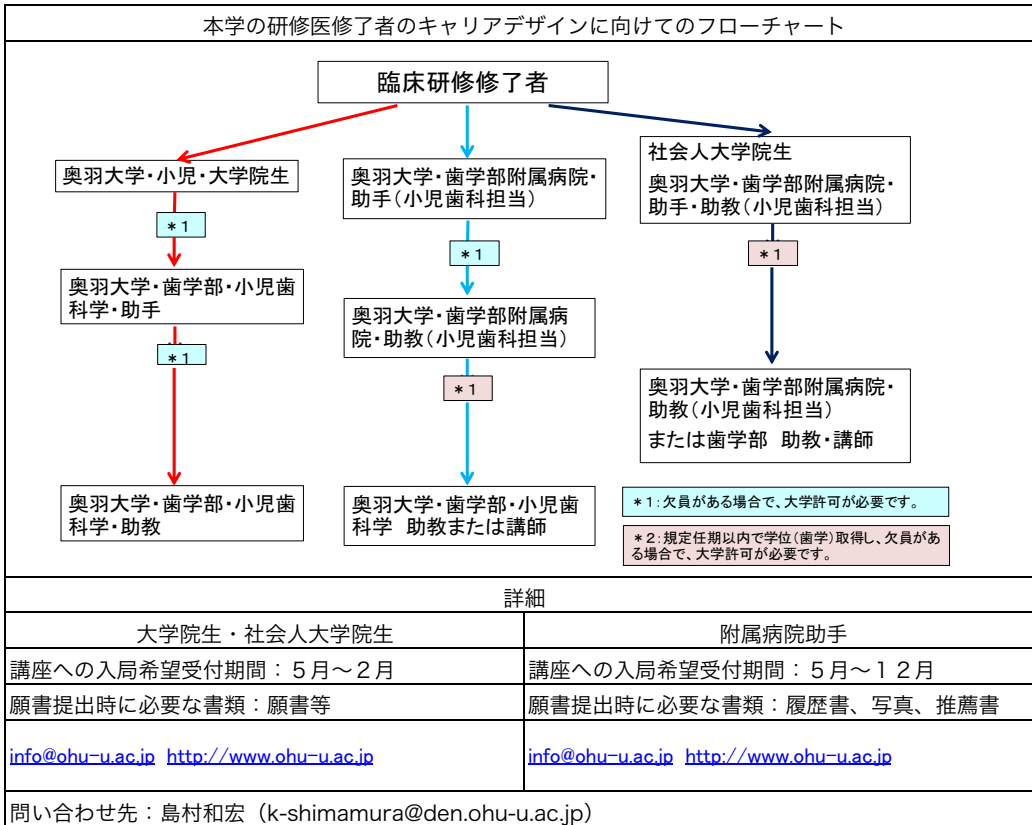 本学の研修医修了者のキャリアデザインに向けてのフローチャート
臨床研修修了者
奥羽大学・小児・大学院生
＊１
奥羽大学・歯学部・小児歯
科学・助手
＊１
奥羽大学・歯学部・小児歯
科学・助教
奥羽大学・歯学部附属病院・
助手（小児歯科担当）
＊１
奥羽大学・歯学部附属病
院・助教（小児歯科担当）
＊１
奥羽大学・歯学部・小児歯
科学　助教または講師
社会人大学院生
奥羽大学・歯学部附属病院・
助手・助教（小児歯科担当）
＊１
奥羽大学・歯学部附属病院・
助教（小児歯科担当）
または歯学部　助教・講師
＊１：欠員がある場合で、大学許可が必要です。
＊２：規定任期以内で学位（歯学）取得し、欠員があ
る場合で、大学許可が必要です。
詳細
大学院生・社会人大学院生
附属病院助手
講座への入局希望受付期間：５月～２月
講座への入局希望受付期間：５月～１２月
願書提出時に必要な書類：願書等
願書提出時に必要な書類：履歴書、写真、推薦書
info@ohu-u.ac.jp http://www.ohu-u.ac.jp
info@ohu-u.ac.jp http://www.ohu-u.ac.jp
問い合わせ先：島村和宏（k-shimamura@den.ohu-u.ac.jp）